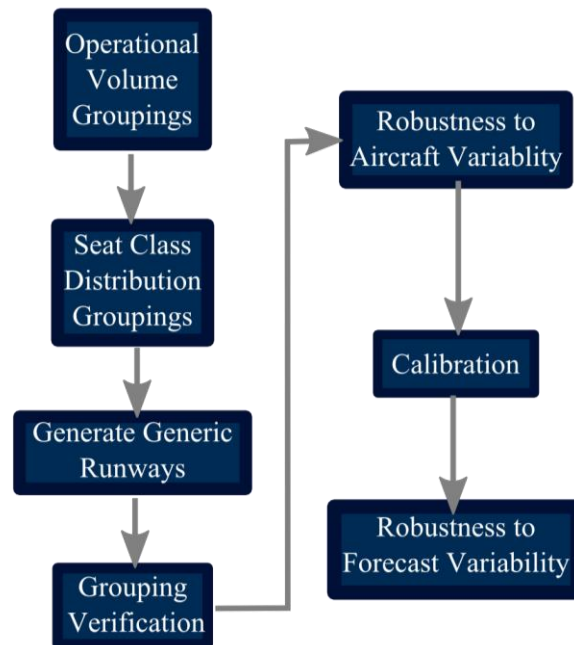 Operational
Volume
Groupings
Seat Class
Distribution
Groupings
Generate Generic
Runways
Grouping
Verification
Robustness to
Aircraft Variablity
Calibration
Robustness to
Forecast Variability